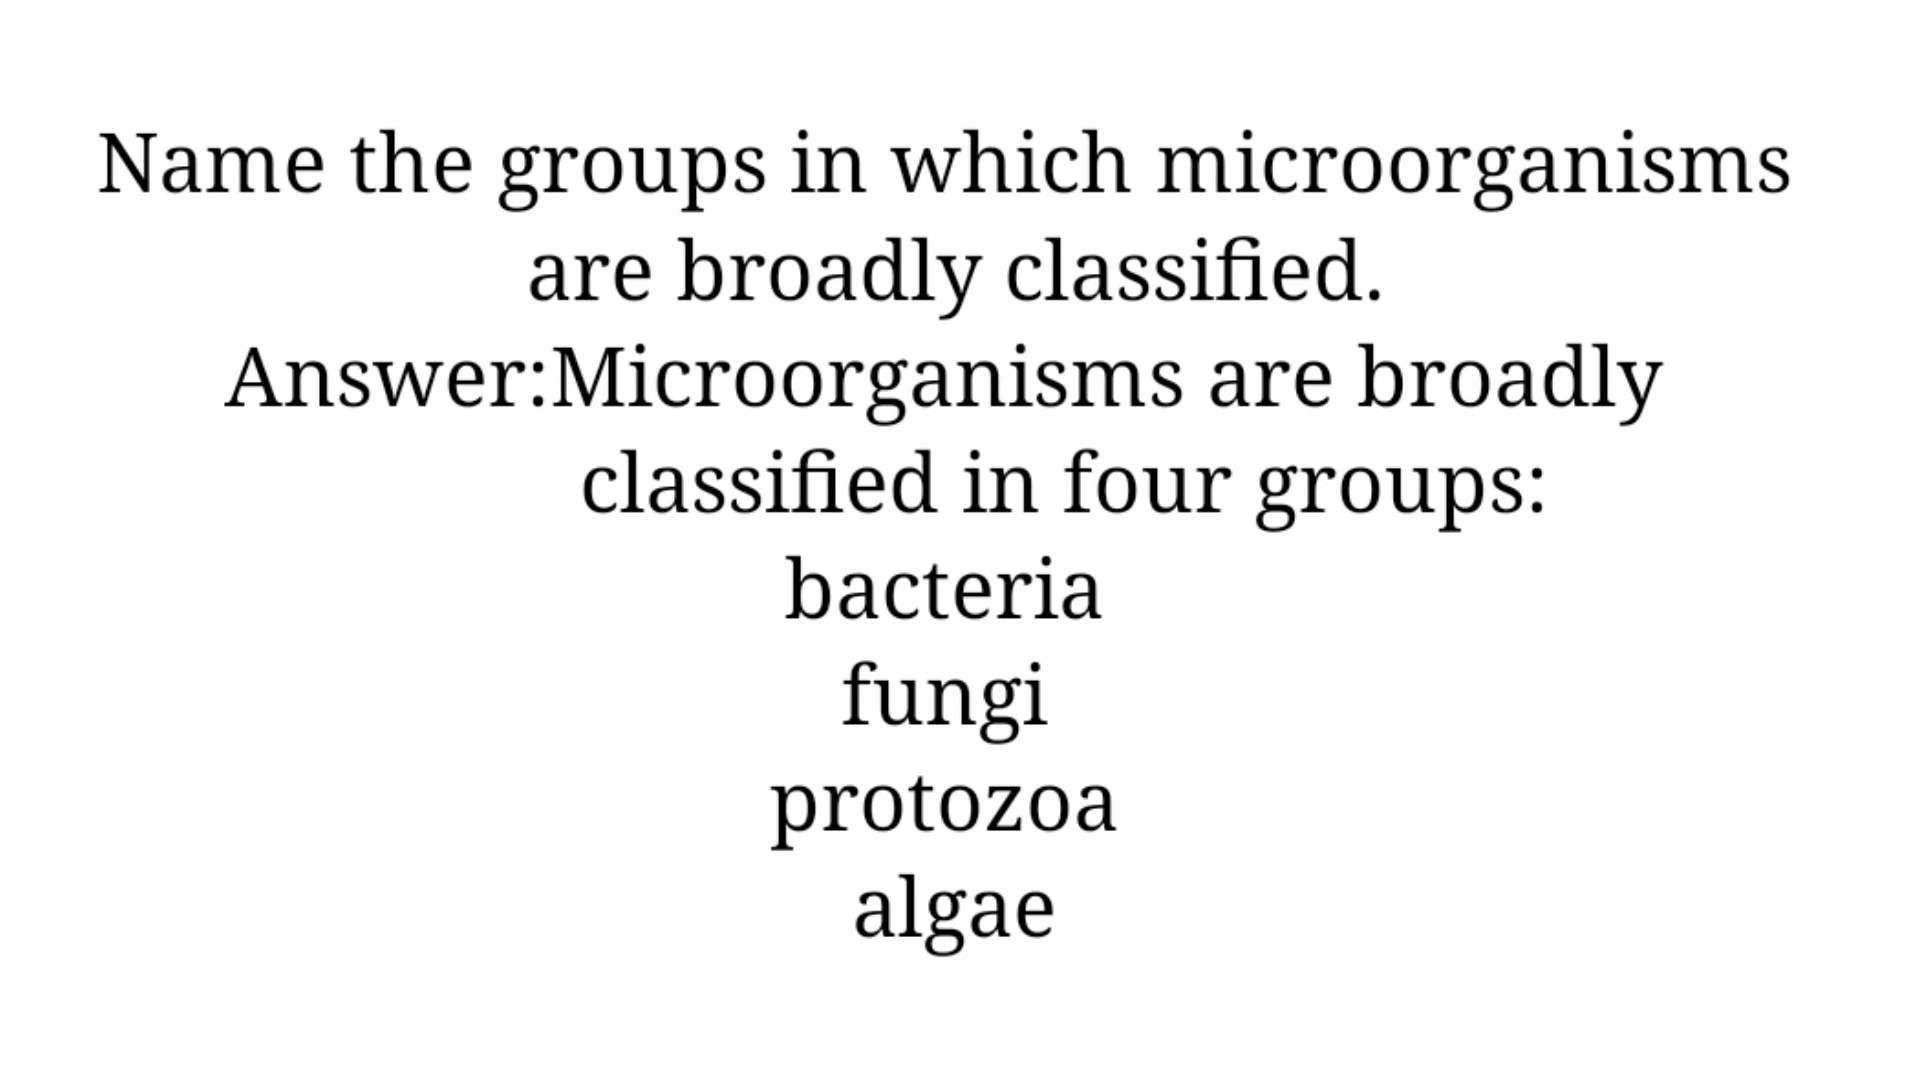 Name the groups in which microorganisms
are broadly classified.
Answer:Microorganisms are broadly
classified in four groups:
bacteria
fungi
protozoa
algae